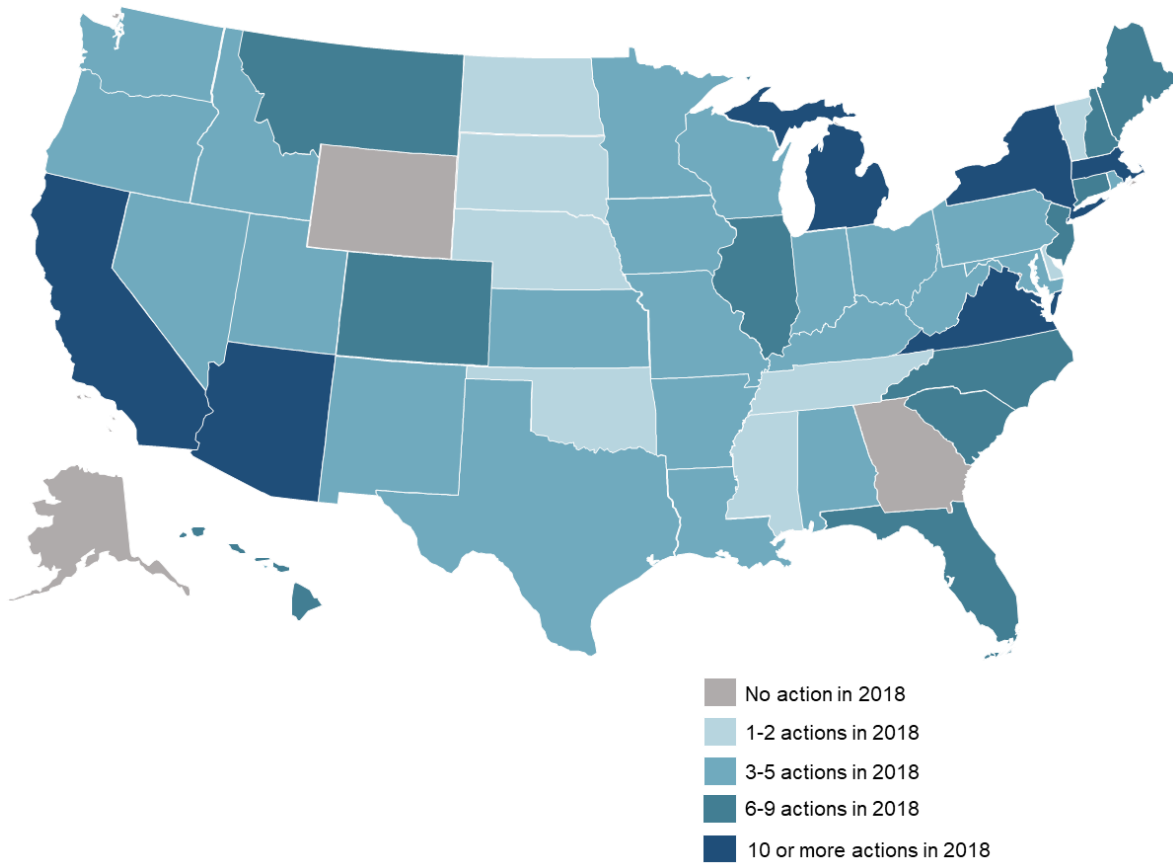 No action in 2018
1-2 actions in 2018
3-5 actions in 2018
6-9 actions in 2018
10 or more actions in 2018